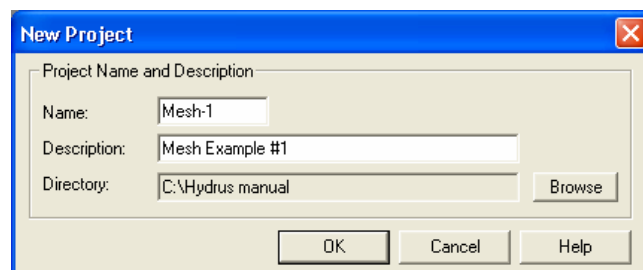 New Project
Project Name and Description
Name: Mesh-1
Description: Mesh Example #1
Directory: C:\Hydrus manual Browse
OK Cancel Help